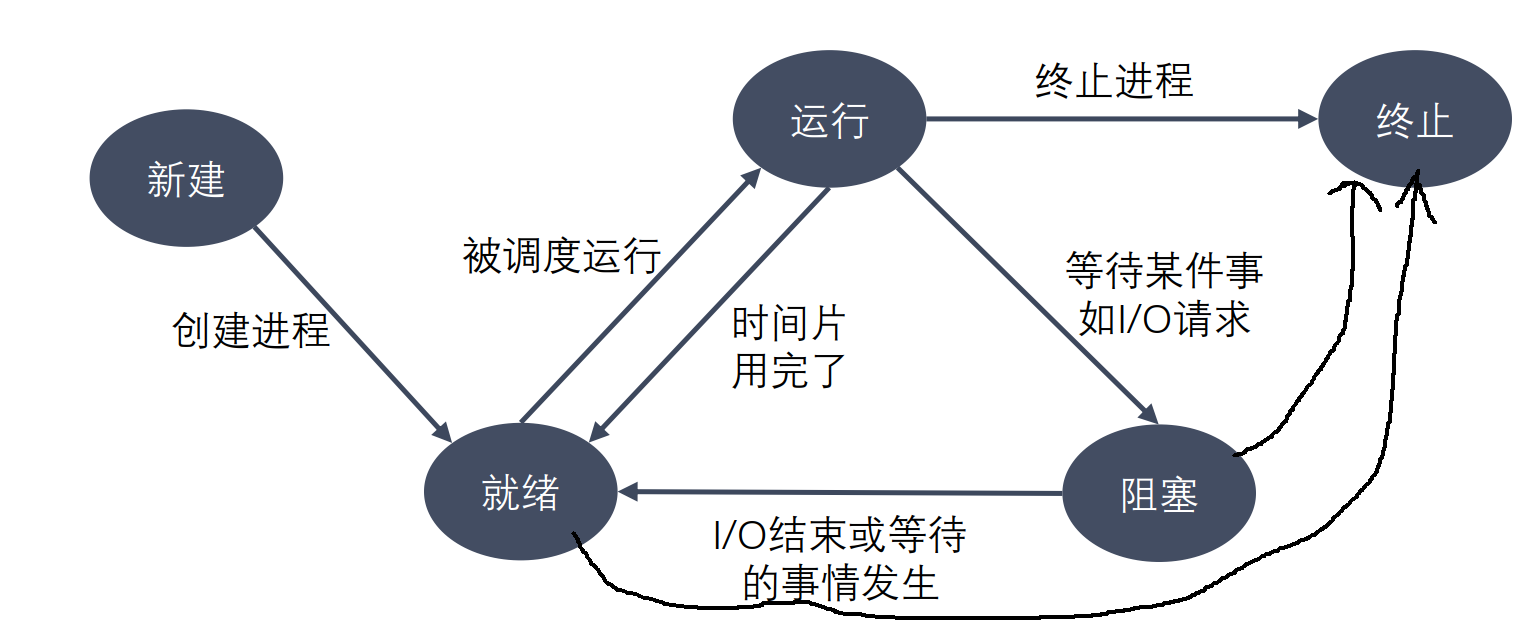 运行
终止进程
终止
新建
被调度运行
等待某件事
如I/O请求
创建进程
时间片
用完了
就绪
阻塞
I/O结束或等待
的事情发生